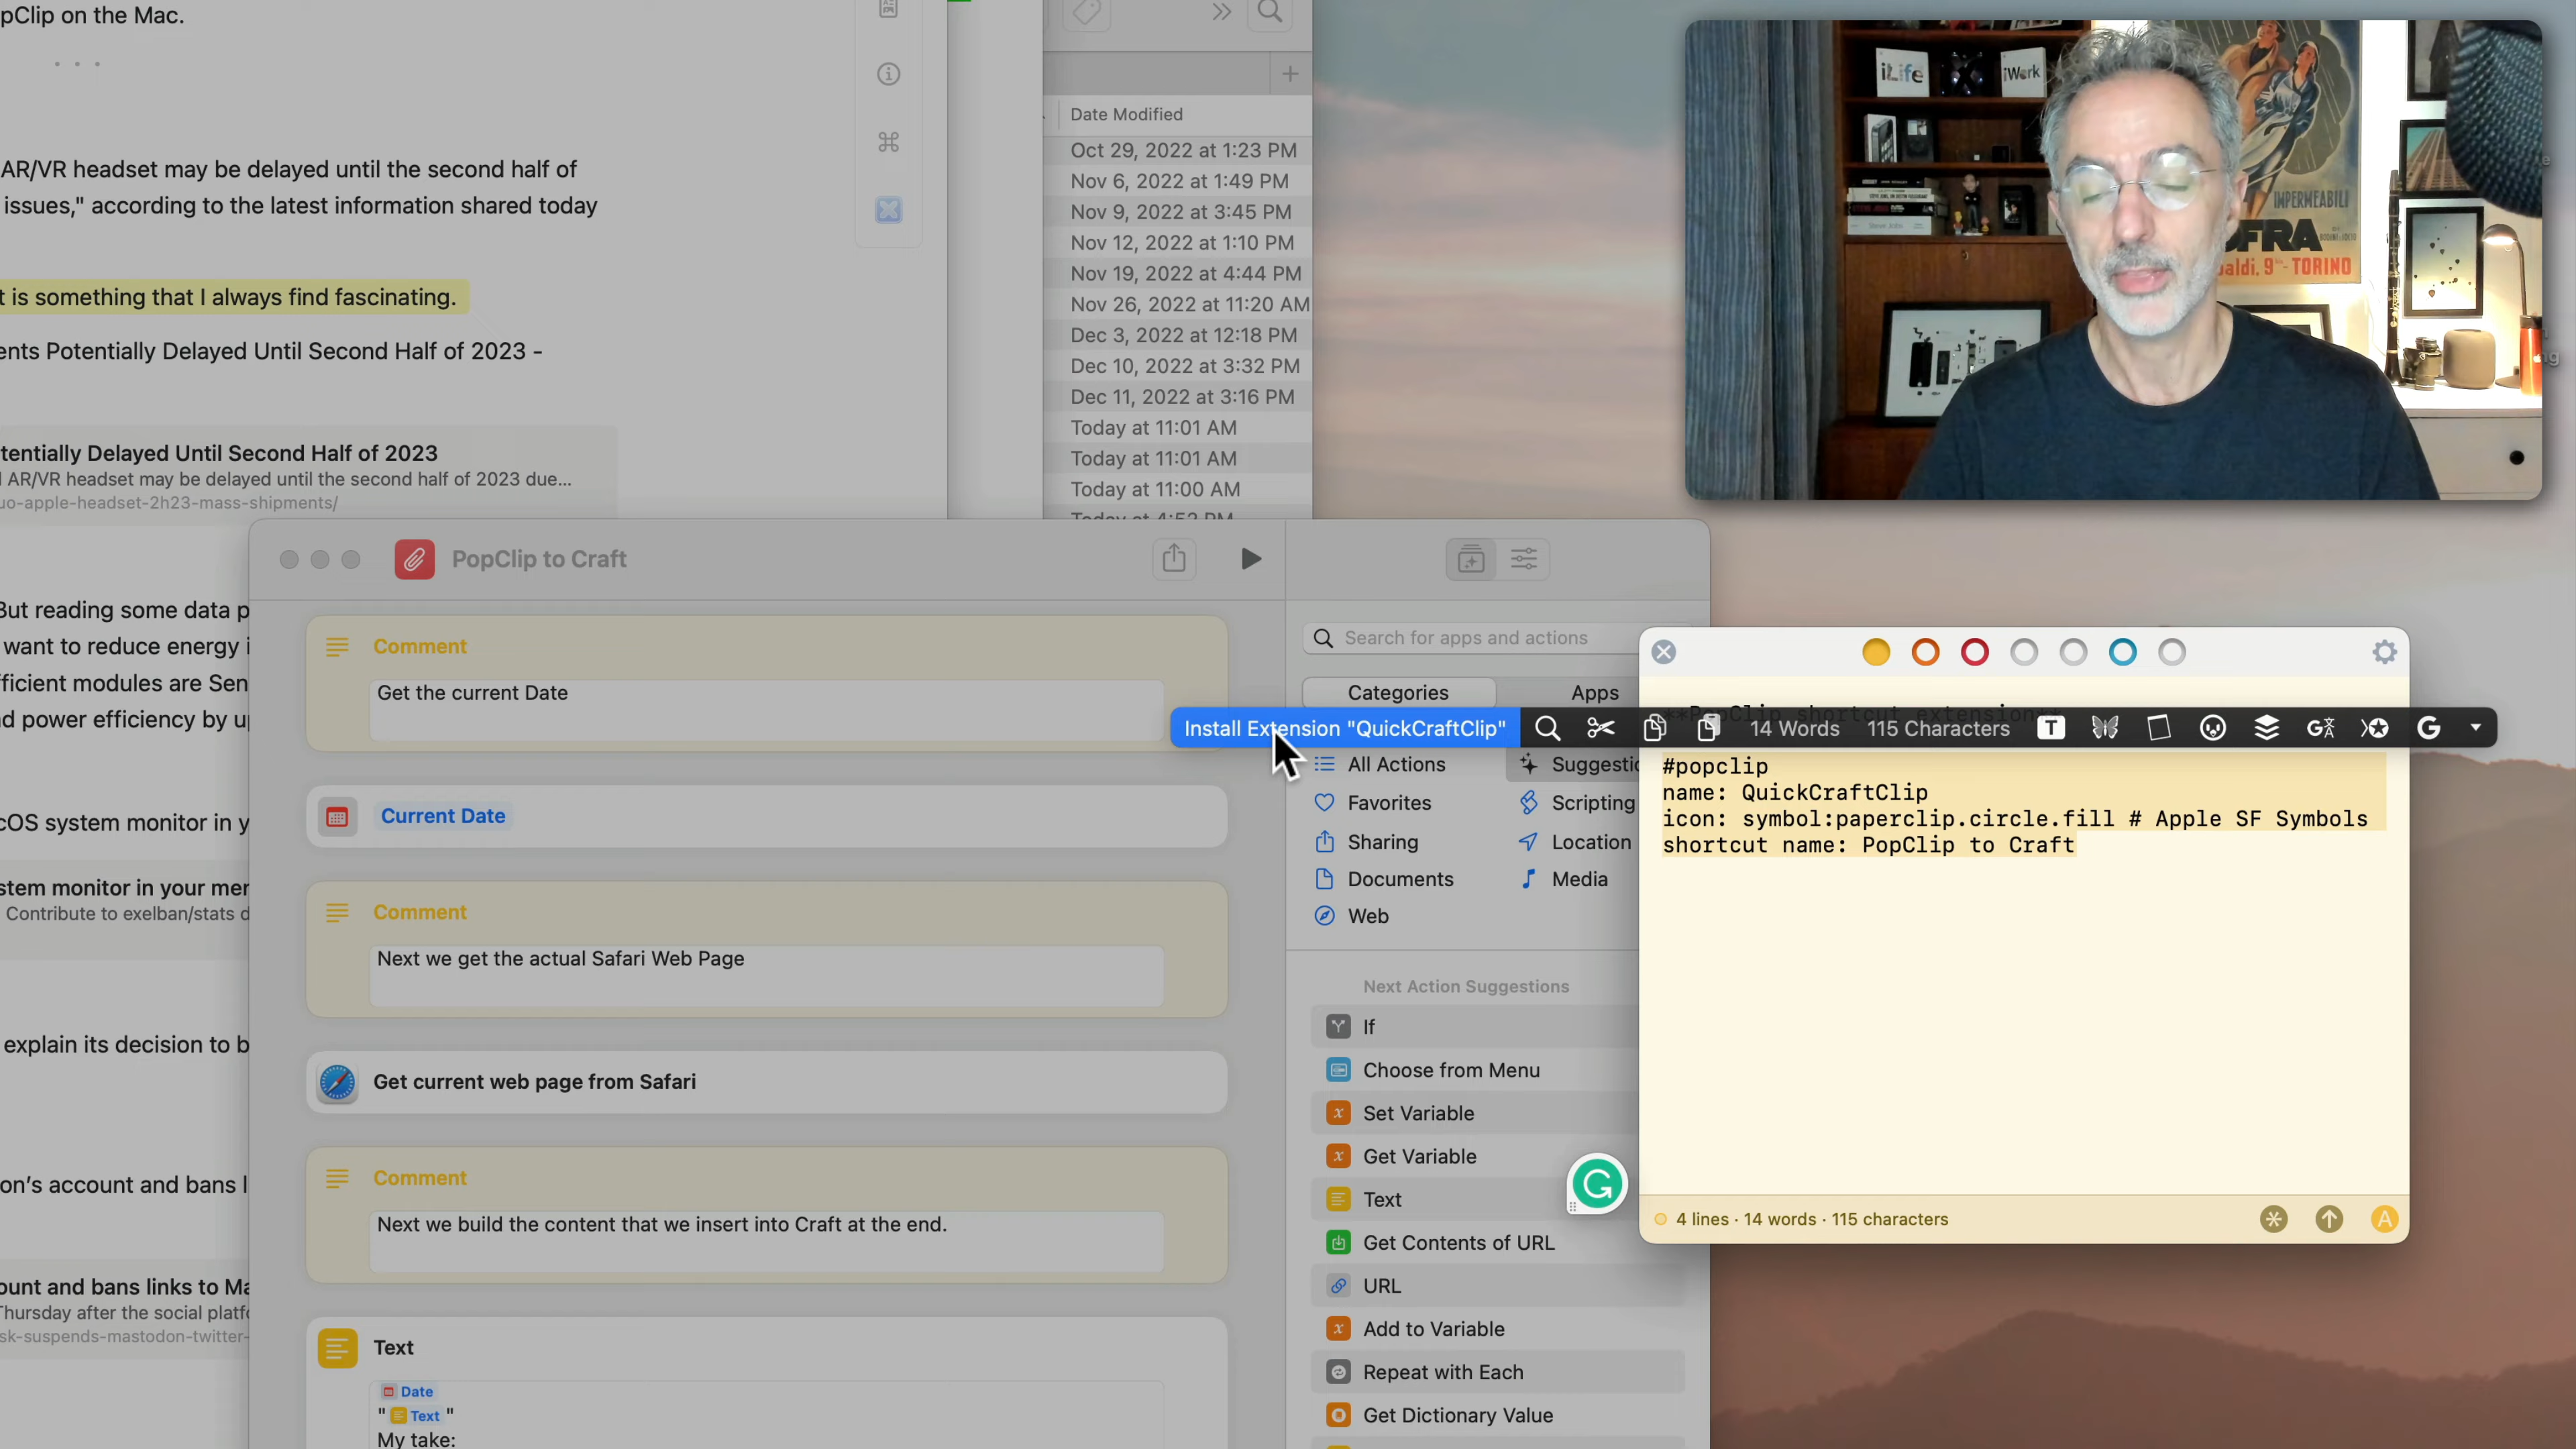 pClip on the Mac.
. . .
AR/VR headset may be delayed until the second half of
issues," according to the latest information shared today
t is something that I always find fascinating.
ents Potentially Delayed Until Second Half of 2023 -
tentially Delayed Until Second Half of 2023
AR/VR headset may be delayed until the second half of 2023 due...
uo-apple-headset-2h23-mass-shipments/
But reading some data p
want to reduce energy i
fficient modules are Sen
d power efficiency by u
cOS system monitor in y
stem monitor in your mer
Contribute to exelban/stats d
explain its decision to b
on's account and bans l
ount and bans links to Ma
Thursday after the social platfo
sk-suspends-mastodon-twitter-
Date Modified
Oct 29, 2022 at 1:23 PM
Nov 6, 2022 at 1:49 PM
Nov 9, 2022 at 3:45 PM
Nov 12, 2022 at 1:10 PM
Nov 19, 2022 at 4:44 PM
Nov 26, 2022 at 11:20 AM
Dec 3, 2022 at 12:18 PM
Dec 10, 2022 at 3:32 PM
Dec 11, 2022 at 3:16 PM
Today at 11:01 AM
Today at 11:01 AM
Today at 11:00 AM
Today at 4:52 PM
iLife
iWork
IMPERMEABILI
OFRA
baldi. 9 TORINO
PopClip to Craft
Comment
Get the current Date
Current Date
Comment
Next we get the actual Safari Web Page
Get current web page from Safari
Comment
Next we build the content that we insert into Craft at the end.
Text
Date
" Text "
My take:
Search for apps and actions
Categories Apps
All Actions
Favorites
Sharing
Documents
Web
Suggestio
Scripting
Location
Media
Next Action Suggestions
If
Choose from Menu
Set Variable
Get Variable
Text
Get Contents of URL
URL
Add to Variable
Repeat with Each
Get Dictionary Value
**PopClip shortcut extension**
Install Extension "QuickCraftClip" 14 Words 115 Characters T G
#popclip
name: QuickCraftClip
icon: symbol:paperclip.circle.fill # Apple SF Symbols
shortcut name: PopClip to Craft
G
4 lines · 14 words · 115 characters
A